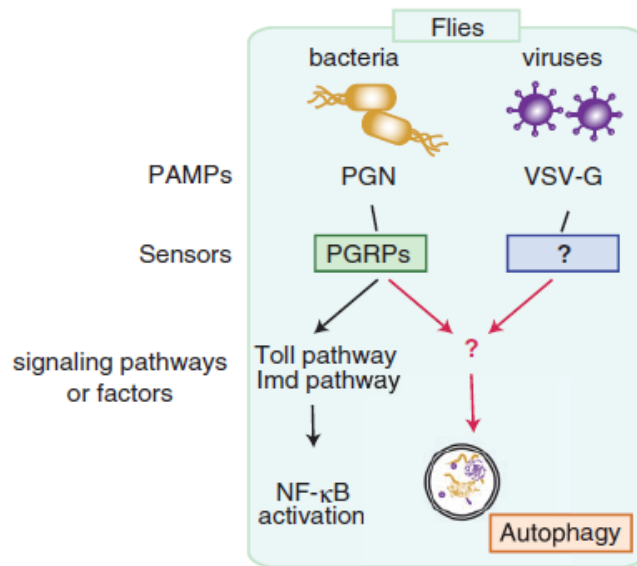 Flies
bacteria
viruses
PAMPs
PGN
VSV-G
Sensors
PGRPs
?
signaling pathways
or factors
Toll pathway
Imd pathway
?
NF-κB
activation
Autophagy